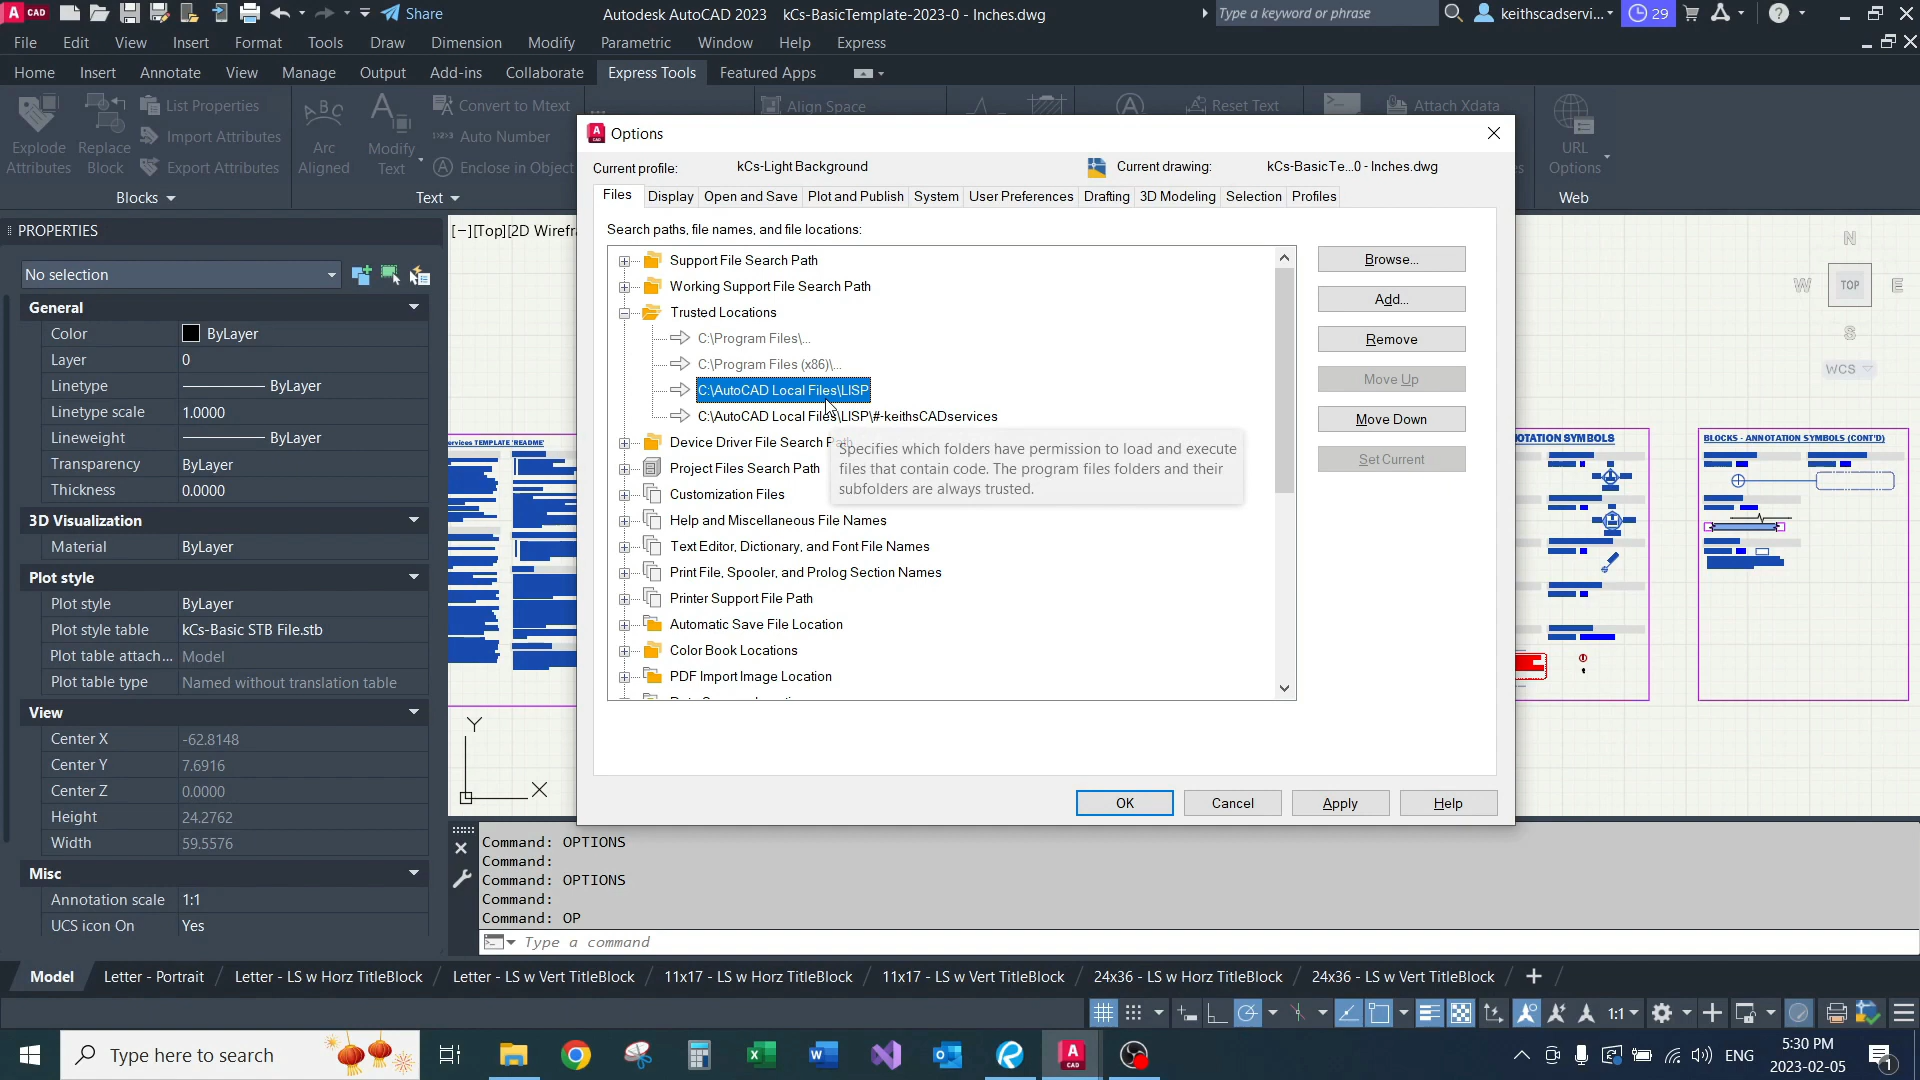 Share
Autodesk AutoCAD 2023 kCs-BasicTemplate-2023-0 - Inches.dwg
Type a keyword or phrase
keithscadservi...
29
File Edit View Insert Format Tools Draw Dimension Modify Parametric Window Help Express
Home Insert Annotate View Manage Output Add-ins Collaborate Express Tools Featured Apps
Explode Attributes
Replace Block
List Properties
Import Attributes
Export Attributes
Blocks
Arc Aligned
Modify Text
Convert to Mtext
Auto Number
Enclose in Object
Text
Align Space
Reset Text
Attach Xdata
URL Options
Web
PROPERTIES
No selection
General
Color ByLayer
Layer 0
Linetype ByLayer
Linetype scale 1.0000
Lineweight ByLayer
Transparency ByLayer
Thickness 0.0000
3D Visualization
Material ByLayer
Plot style
Plot style ByLayer
Plot style table kCs-Basic STB File.stb
Plot table attach... Model
Plot table type Named without translation table
View
Center X -62.8148
Center Y 7.6916
Center Z 0.0000
Height 24.2762
Width 59.5576
Misc
Annotation scale 1:1
UCS icon On Yes
[−][Top][2D Wirefr
services TEMPLATE 'README'
Y
X
Options
Current profile: kCs-Light Background
Current drawing: kCs-BasicTe...0 - Inches.dwg
Files Display Open and Save Plot and Publish System User Preferences Drafting 3D Modeling Selection Profiles
Search paths, file names, and file locations:
Support File Search Path
Working Support File Search Path
Trusted Locations
C:\Program Files\...
C:\Program Files (x86)\...
C:\AutoCAD Local Files\LISP
C:\AutoCAD Local Files\LISP\#-keithsCADservices
Device Driver File Search Path
Project Files Search Path
Customization Files
Help and Miscellaneous File Names
Text Editor, Dictionary, and Font File Names
Print File, Spooler, and Prolog Section Names
Printer Support File Path
Automatic Save File Location
Color Book Locations
PDF Import Image Location
Specifies which folders have permission to load and execute
files that contain code. The program files folders and their
subfolders are always trusted.
Browse...
Add...
Remove
Move Up
Move Down
Set Current
OK Cancel Apply Help
N
W TOP E
S
WCS
NOTATION SYMBOLS
BLOCKS - ANNOTATION SYMBOLS (CONT'D)
Command: OPTIONS
Command:
Command: OPTIONS
Command:
Command: OP
Type a command
Model Letter - Portrait Letter - LS w Horz TitleBlock Letter - LS w Vert TitleBlock 11x17 - LS w Horz TitleBlock 11x17 - LS w Vert TitleBlock 24x36 - LS w Horz TitleBlock 24x36 - LS w Vert TitleBlock
1:1
Type here to search
ENG
5:30 PM
2023-02-05
1